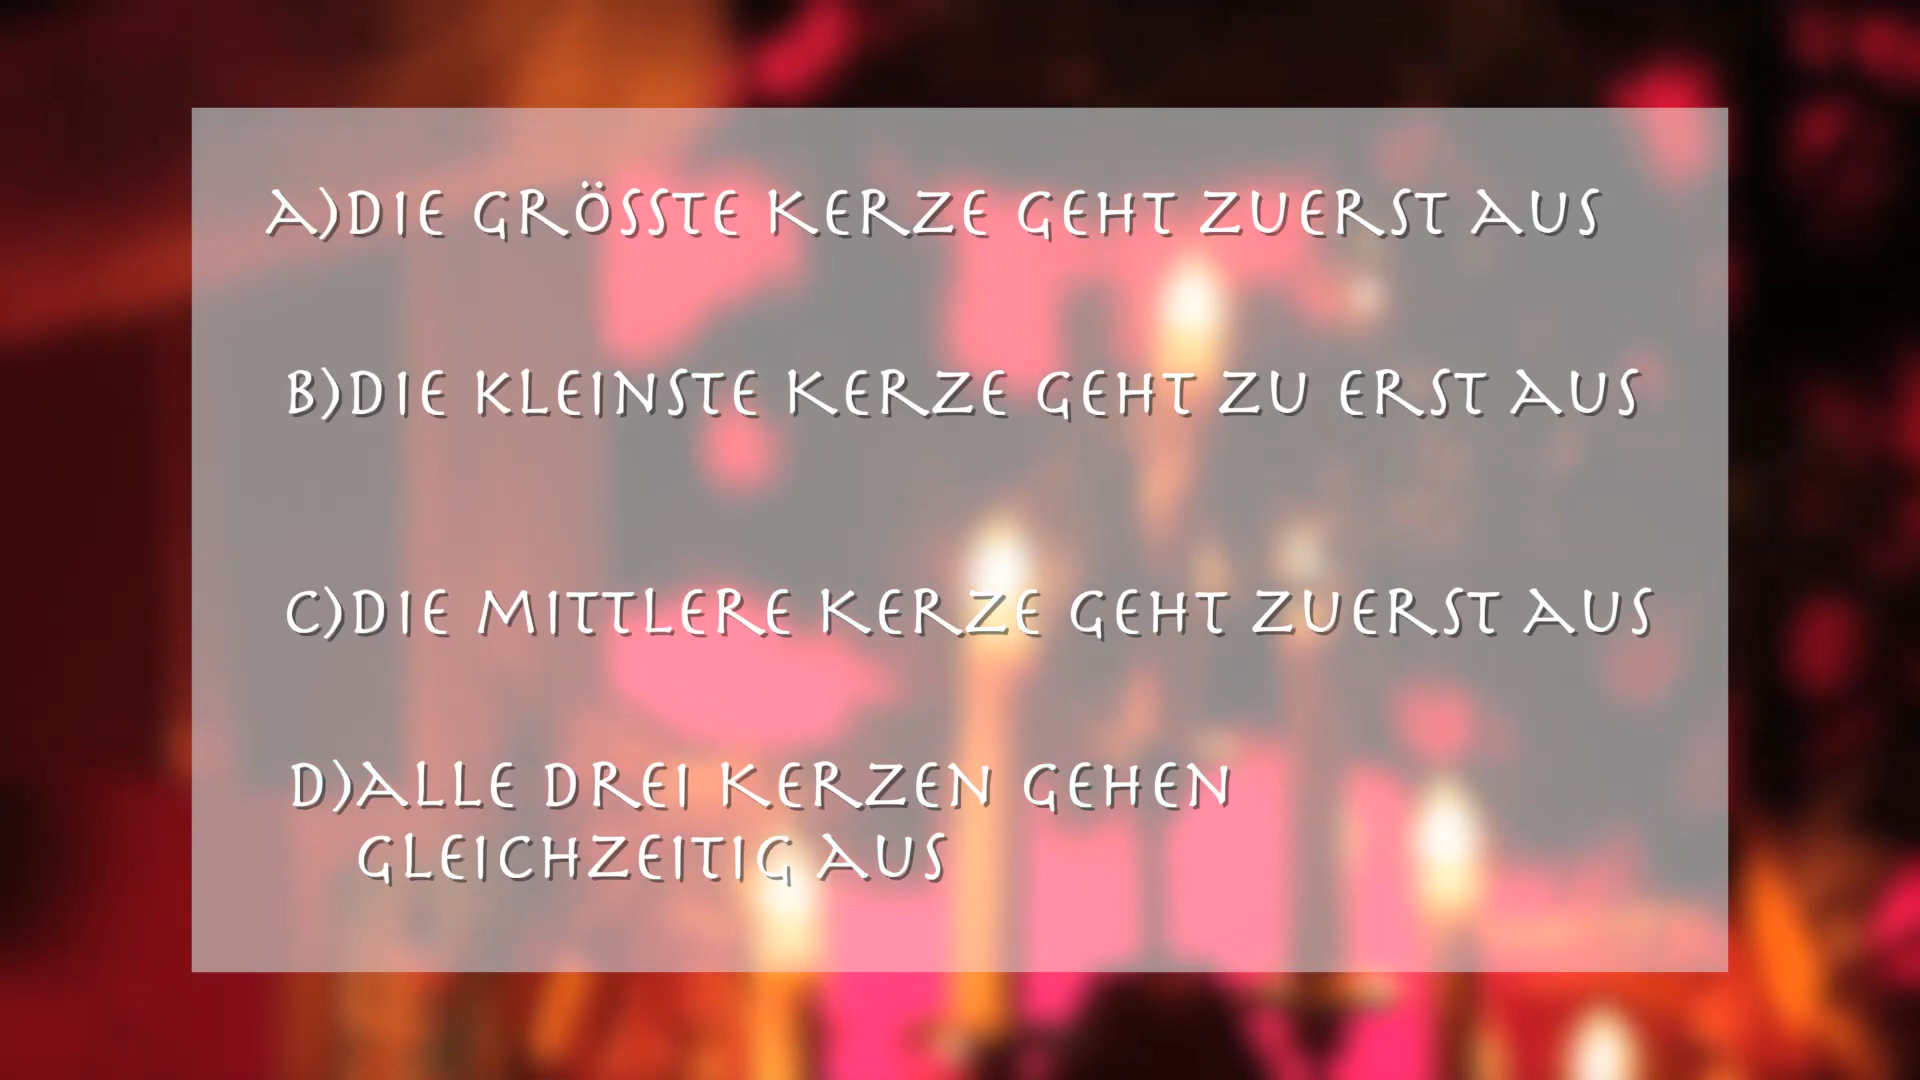 A)DIE GRÖSSTE KERZE GEHT ZUERST AUS
B)DIE KLEINSTE KERZE GEHT ZU ERST AUS
C)DIE MITTLERE KERZE GEHT ZUERST AUS
D)ALLE DREI KERZEN GEHEN
GLEICHZEITIG AUS